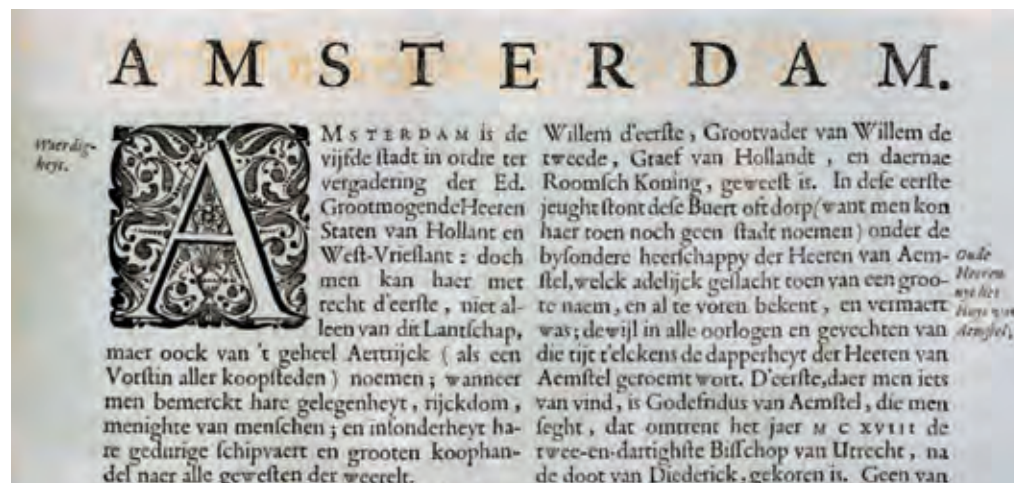 AMSTERDAM.
Waerdig-
heyt.
AMSTERDAM is de
vijfde ſtadt in ordre ter
vergadering der Ed.
Grootmogende Heeren
Staten van Hollant en
Weſt-Vrieſlant : doch
men kan haer met
recht d'eerſte , niet al-
leen van dit Lantſchap,
maer oock van 't geheel Aertrijck ( als een
Vorſtin aller koopſteden ) noemen ; wanneer
men bemerckt hare gelegenheyt , rijckdom ,
menighte van menſchen ; en inſonderheyt ha-
re gedurige ſchipvaert en grooten koophan-
del naer alle geweſten der weerelt.
Willem d'eerſte , Grootvader van Willem de
tweede , Graef van Hollandt , en daernae
Roomſch Koning , geweeſt is. In deſe eerſte
jeught ſtont deſe Buert oft dorp (want men kon
haer toen noch geen ſtadt noemen) onder de
byſondere heerſchappy der Heeren van Aem-
ſtel, welck adelijck geſlacht toen van een groo-
te naem , en al te voren bekent , en vermaert
was; dewijl in alle oorlogen en gevechten van
die tijt t'elckens de dapperheyt der Heeren van
Aemſtel geroemt wort. D'eerſte, daer men iets
van vind , is Godefridus van Aemſtel , die men
ſeght , dat omtrent het jaer M C XVIII de
twee-en-dartighſte Biſſchop van Utrecht , na
de doot van Diederick , gekoren is. Geen van
Oude
Heeren
uyt het
Huys van
Aemſtel,